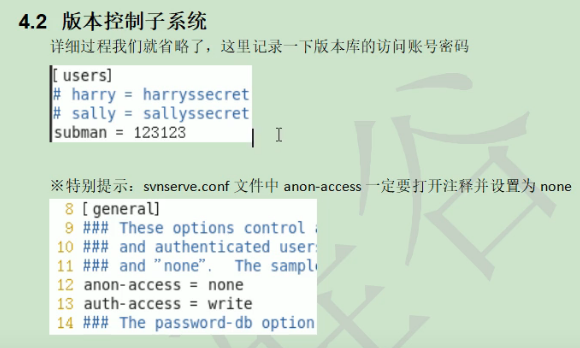 4.2 版本控制子系统
详细过程我们就省略了，这里记录一下版本库的访问账号密码
[users]
# harry = harryssecret
# sally = sallyssecret
subman = 123123
※特别提示：svnserve.conf 文件中 anon-access 一定要打开注释并设置为 none
8 [general]
9 ### These options control
10 ### and authenticated user
11 ### and "none". The sampl
12 anon-access = none
13 auth-access = write
14 ### The password-db option
谷